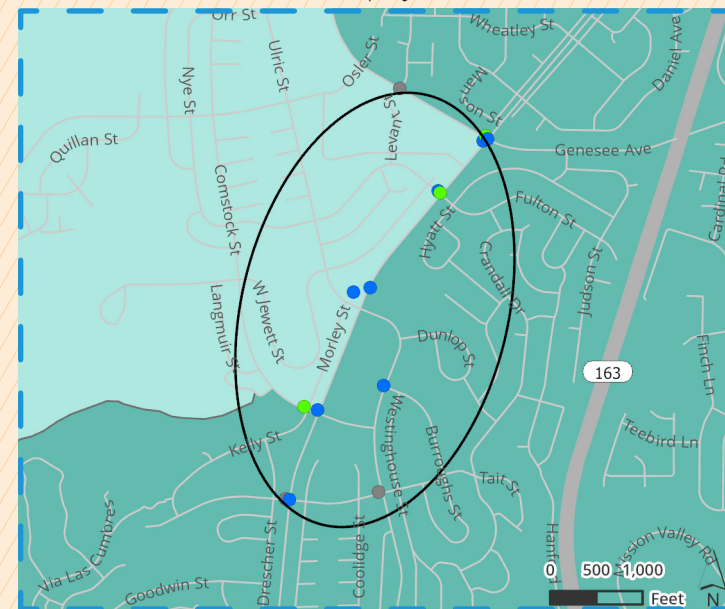 Orr St
Wheatley St
Daniel Ave
Osler St
Ulric St
Nye St
Man
son St
Levant St
Quillan St
Genesee Ave
Comstock St
Fulton St
Hyatt St
Crandall Dr
Judson St
W Jewett St
Langmuir St
Morley St
Dunlop St
163
Finch Ln
Westinghouse St
Teebird Ln
Kelly St
Burroughs St
Tait St
Via Las Cumbres
Drescher St
Coolidge St
Mission Valley Rd
Goodwin St
0 500 1,000
Feet
N